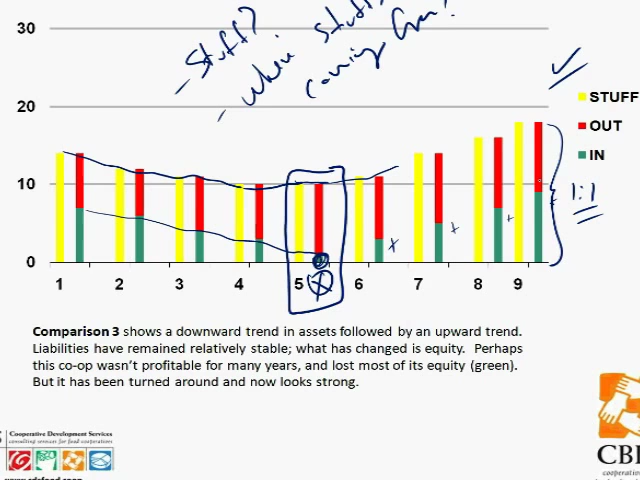 30
- Stuff?
- where stuff
coming from?
20
STUFF
OUT
IN
10
1:1
0
1 2 3 4 5 6 7 8 9
Comparison 3 shows a downward trend in assets followed by an upward trend.
Liabilities have remained relatively stable; what has changed is equity. Perhaps
this co-op wasn't profitable for many years, and lost most of its equity (green).
But it has been turned around and now looks strong.
Cooperative Development Services
consulting services for food cooperatives